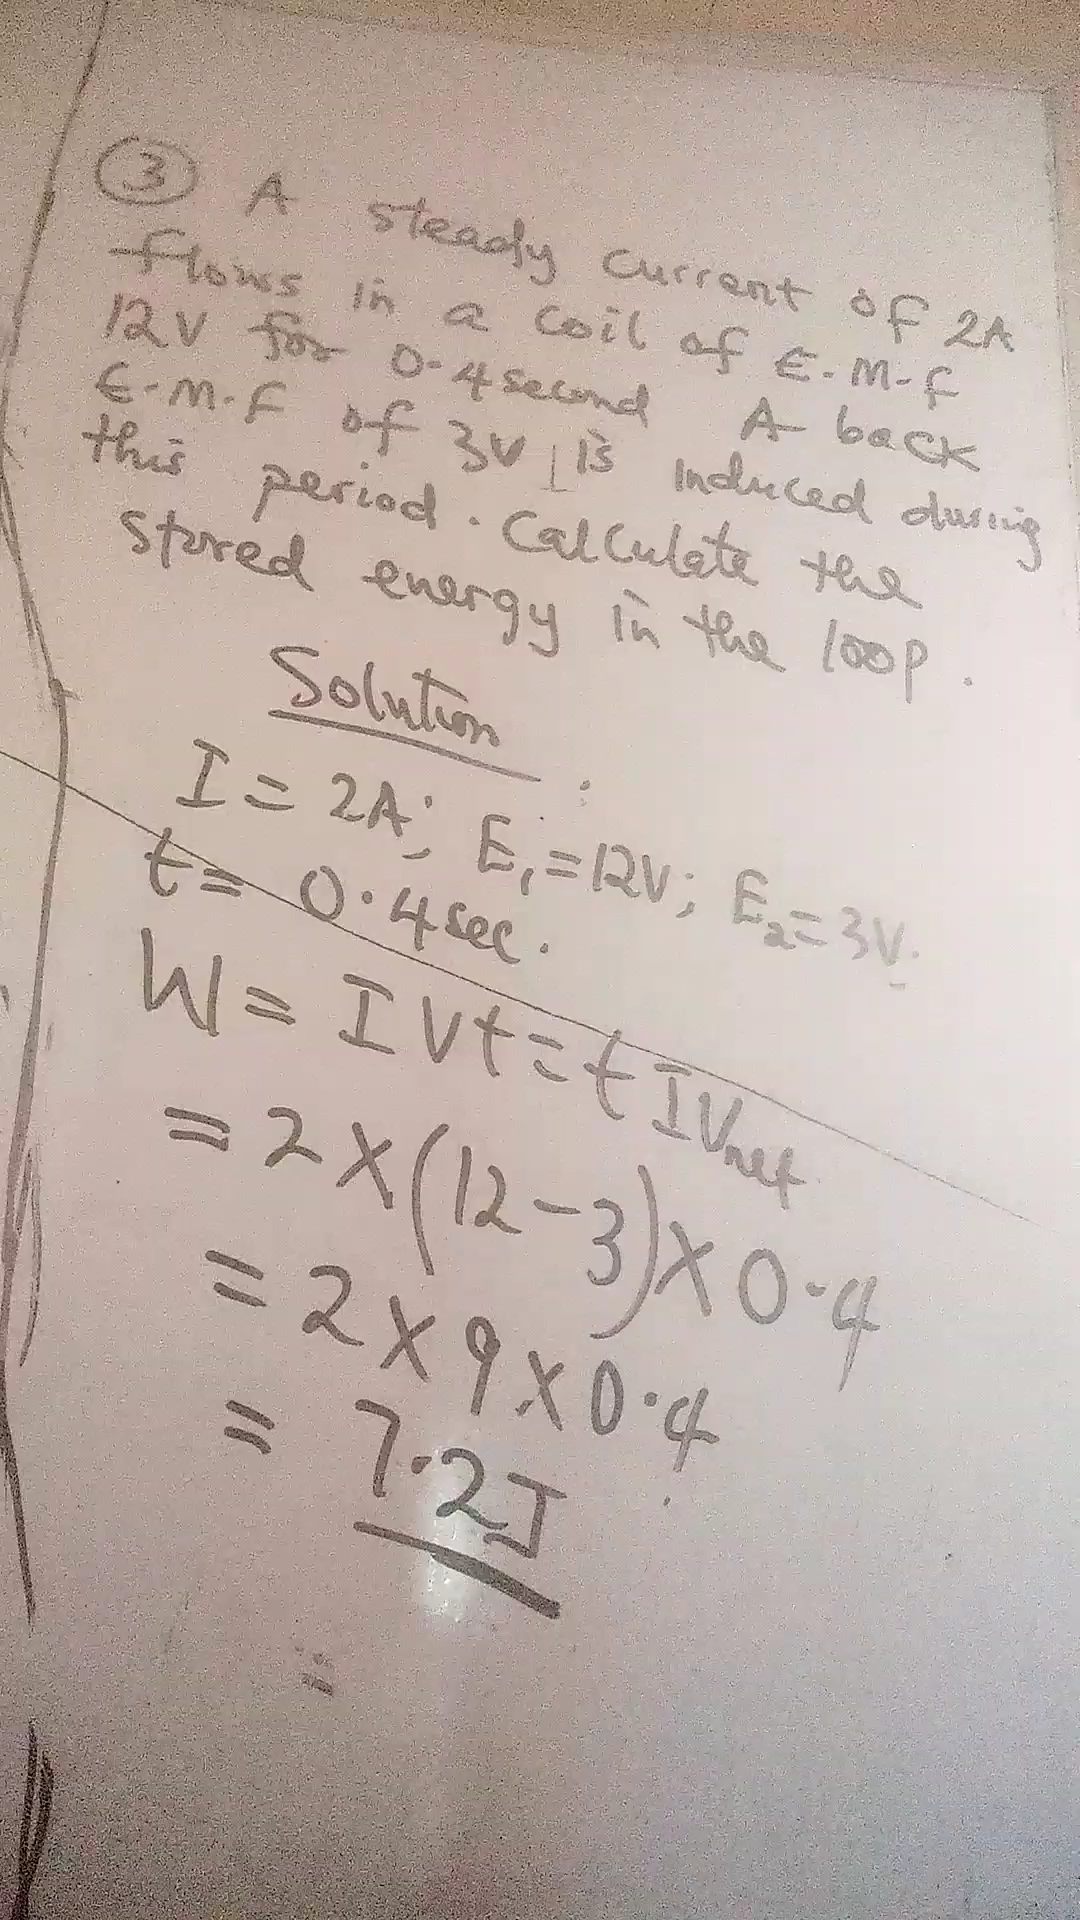 ③ A steady current of 2A
flows in a coil of E.M.F
12V for 0.4second A back
E.M.F of 3V is induced during
this period. Calculate the
stored energy in the loop.
Solution:
I = 2A; E₁=12V; E₂=3V.
t= 0.4sec.
W = IVt = tIVnet
= 2 x (12-3) x 0.4
= 2 x 9 x 0.4
= 7.2J
=